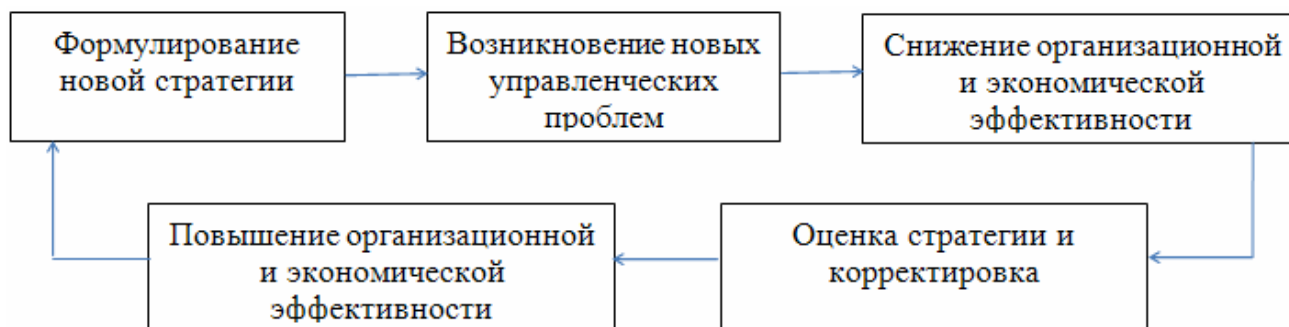 Формулирование
новой стратегии
Возникновение новых
управленческих
проблем
Снижение организационной
и экономической
эффективности
Повышение организационной
и экономической
эффективности
Оценка стратегии и
корректировка